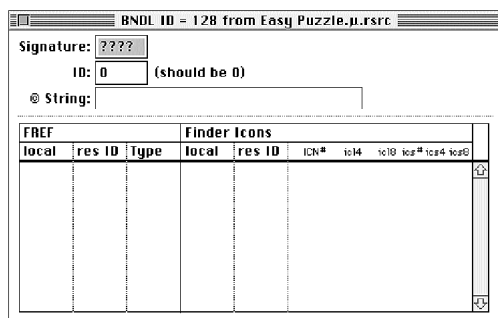 BNDL ID = 128 from Easy Puzzle.µ.rsrc
Signature: ????
ID: 0 (should be 0)
© String:
FREF Finder Icons
local res ID Type local res ID ICN# icl4 icl8 ics# ics4 ics8